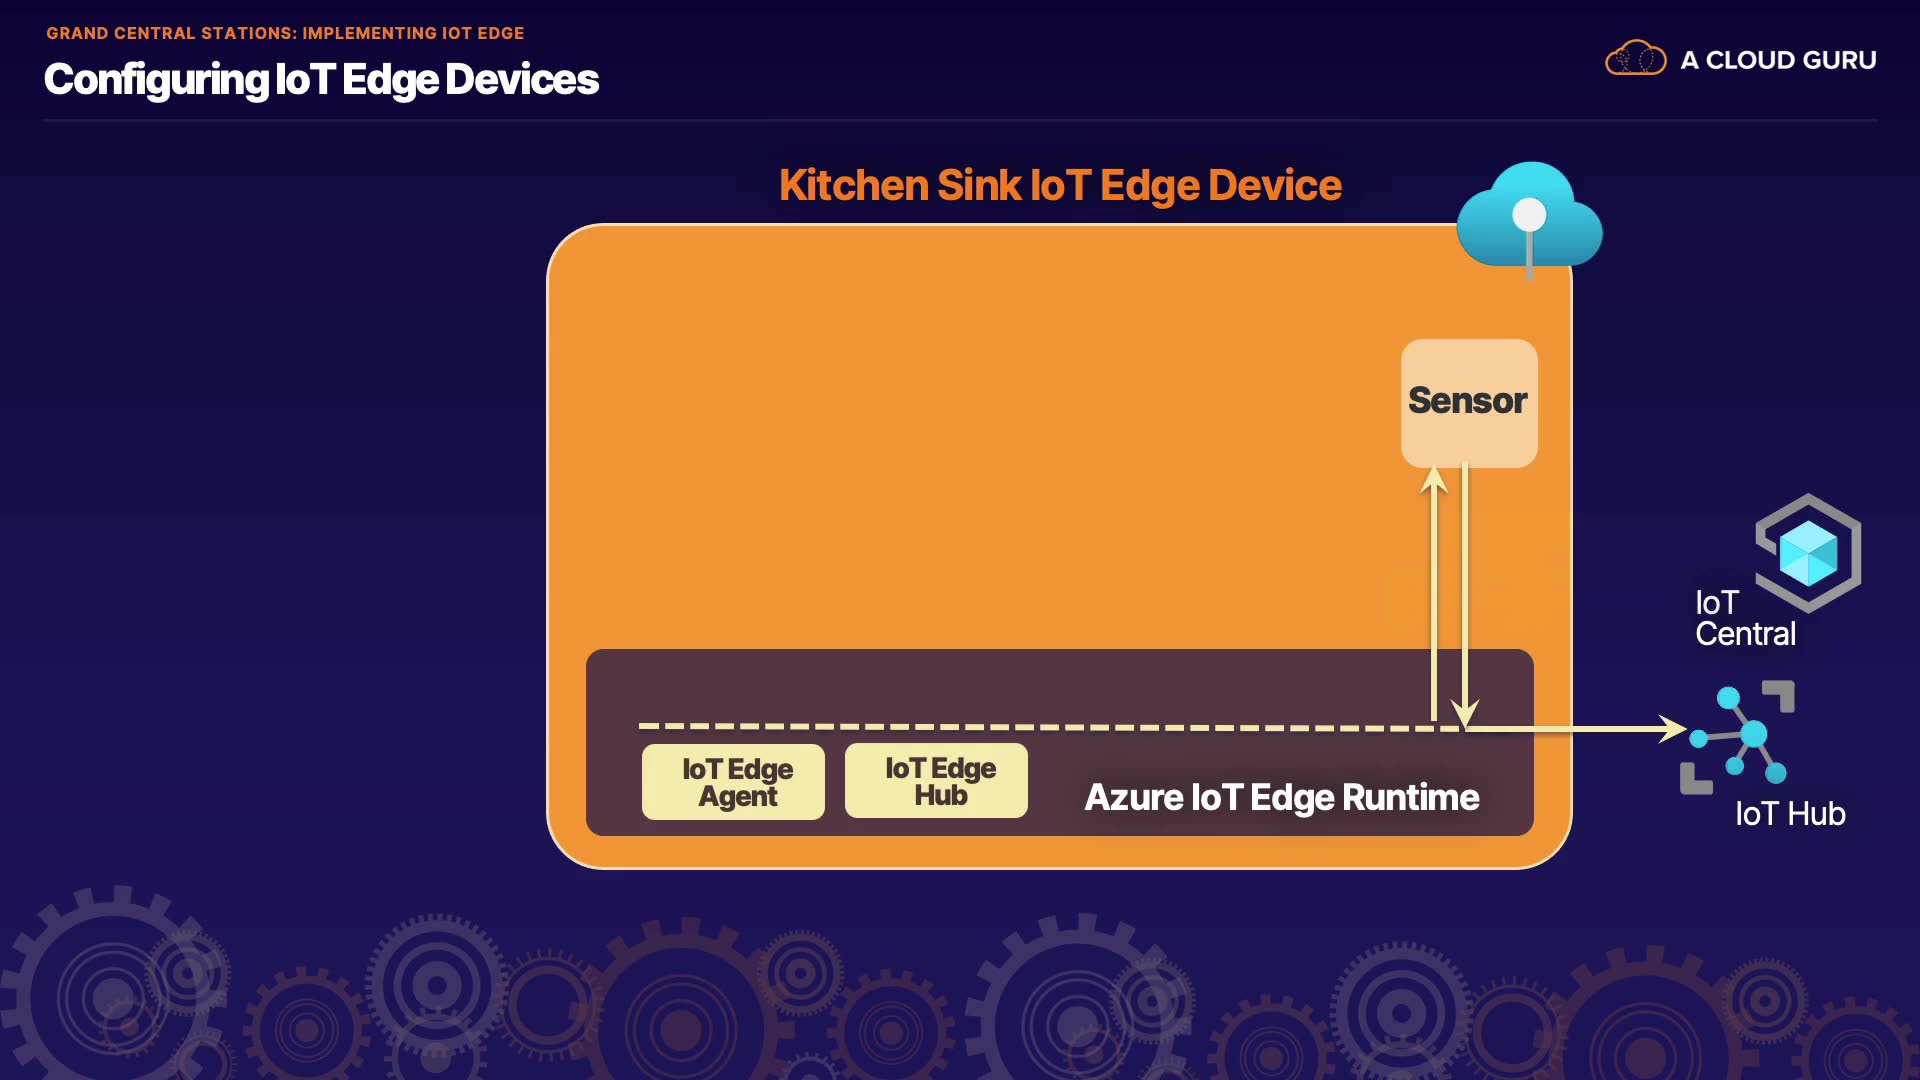 GRAND CENTRAL STATIONS: IMPLEMENTING IOT EDGE
Configuring IoT Edge Devices
A CLOUD GURU
Kitchen Sink IoT Edge Device
Sensor
IoT
Central
IoT Edge
Agent
IoT Edge
Hub
Azure IoT Edge Runtime
IoT Hub